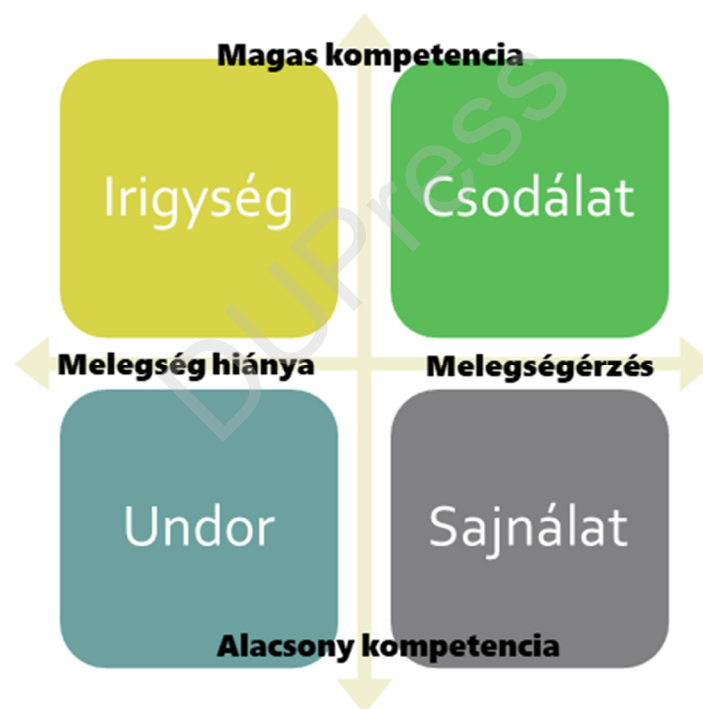 Magas kompetencia
Irigység
Csodálat
Melegség hiánya
Melegségérzés
Undor
Sajnálat
Alacsony kompetencia
DUPress